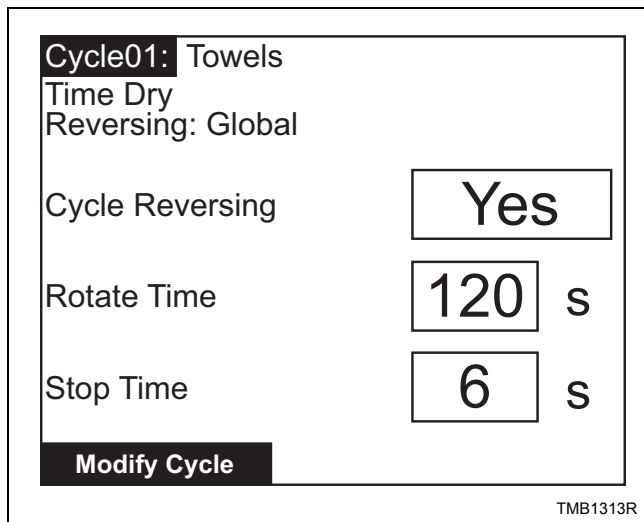 Cycle01: Towels
Time Dry
Reversing: Global
Cycle Reversing Yes
Rotate Time 120 s
Stop Time 6 s
Modify Cycle
TMB1313R